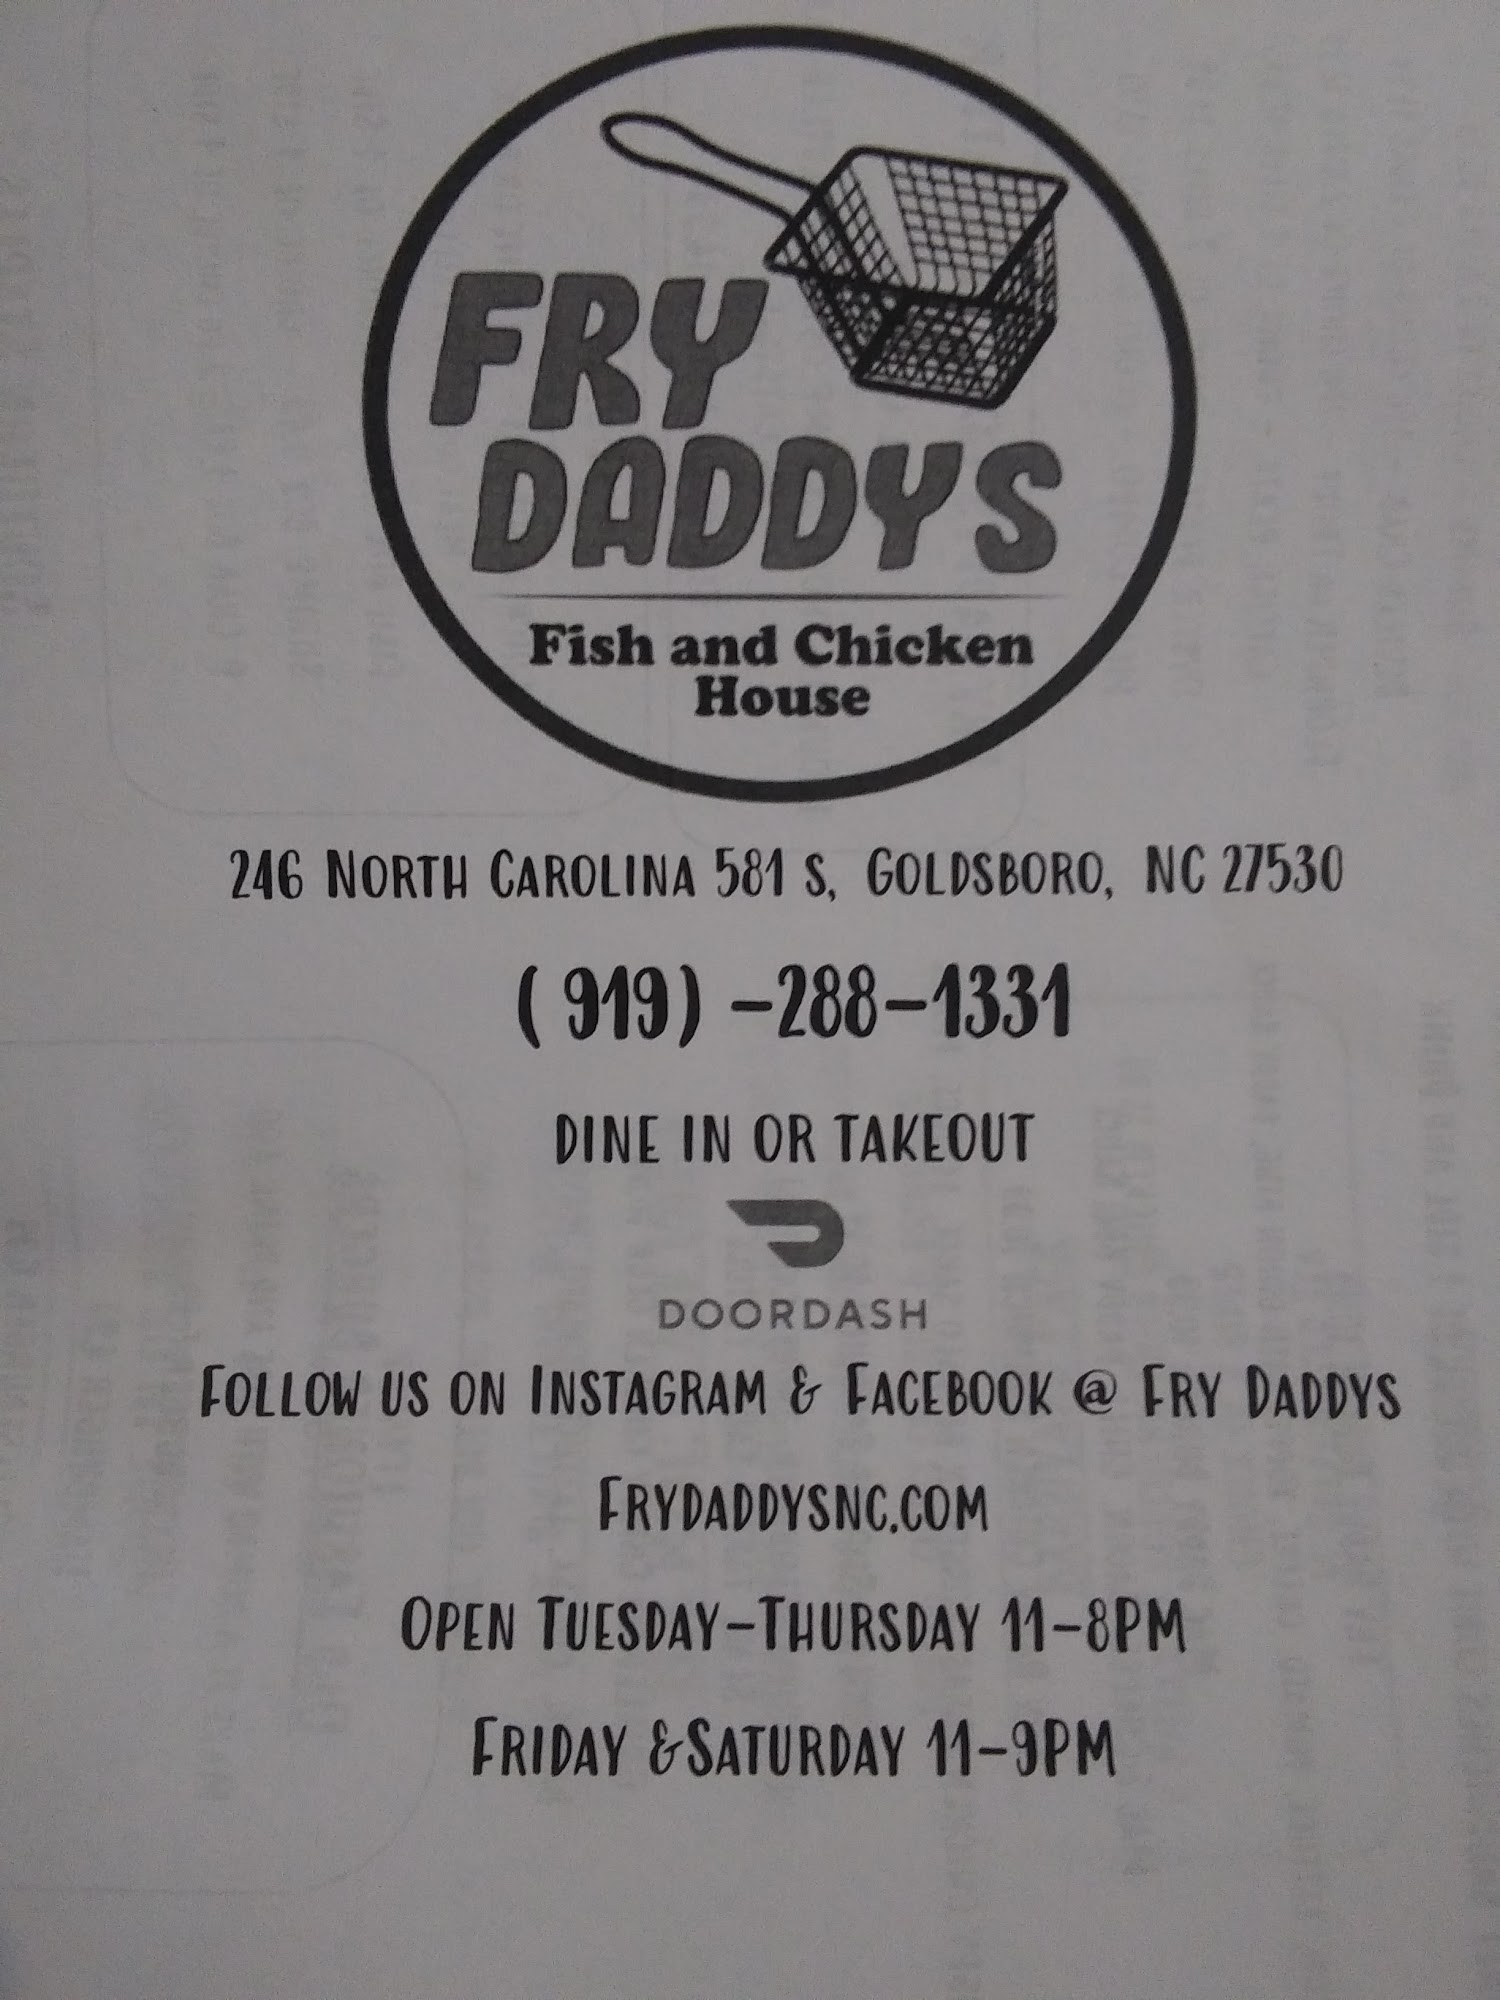 FRY
DADDYS
Fish and Chicken
House
246 NORTH CAROLINA 581 S, GOLDSBORO, NC 27530
( 919) -288-1331
DINE IN OR TAKEOUT
DOORDASH
FOLLOW US ON INSTAGRAM & FACEBOOK @ FRY DADDYS
FRYDADDYSNC.COM
OPEN TUESDAY-THURSDAY 11-8PM
FRIDAY &SATURDAY 11-9PM